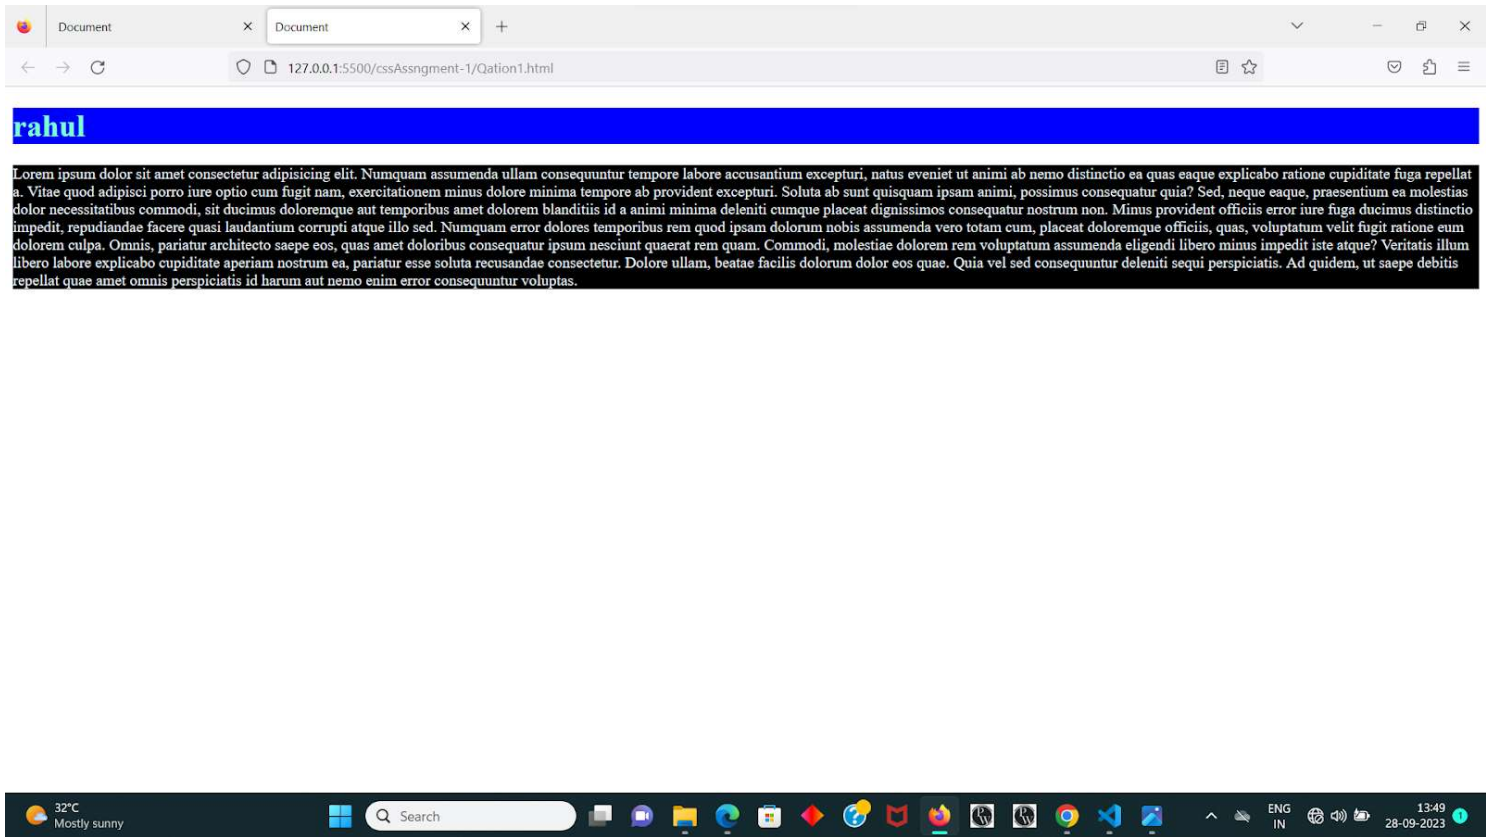 Document
Document
127.0.0.1:5500/cssAssngment-1/Qation1.html
rahul
Lorem ipsum dolor sit amet consectetur adipisicing elit. Numquam assumenda ullam consequuntur tempore labore accusantium excepturi, natus eveniet ut animi ab nemo distinctio ea quas eaque explicabo ratione cupiditate fuga repellat
a. Vitae quod adipisci porro iure optio cum fugit nam, exercitationem minus dolore minima tempore ab provident excepturi. Soluta ab sunt quisquam ipsam animi, possimus consequatur quia? Sed, neque eaque, praesentium ea molestias
dolor necessitatibus commodi, sit ducimus doloremque aut temporibus amet dolorem blanditiis id a animi minima deleniti cumque placeat dignissimos consequatur nostrum non. Minus provident officiis error iure fuga ducimus distinctio
impedit, repudiandae facere quasi laudantium corrupti atque illo sed. Numquam error dolores temporibus rem quod ipsam dolorum nobis assumenda vero totam cum, placeat doloremque officiis, quas, voluptatum velit fugit ratione eum
dolorem culpa. Omnis, pariatur architecto saepe eos, quas amet doloribus consequatur ipsum nesciunt quaerat rem quam. Commodi, molestiae dolorem rem voluptatum assumenda eligendi libero minus impedit iste atque? Veritatis illum
libero labore explicabo cupiditate aperiam nostrum ea, pariatur esse soluta recusandae consectetur. Dolore ullam, beatae facilis dolorum dolor eos quae. Quia vel sed consequuntur deleniti sequi perspiciatis. Ad quidem, ut saepe debitis
repellat quae amet omnis perspiciatis id harum aut nemo enim error consequuntur voluptas.
32°C
Mostly sunny
Search
ENG
IN
13:49
28-09-2023
1